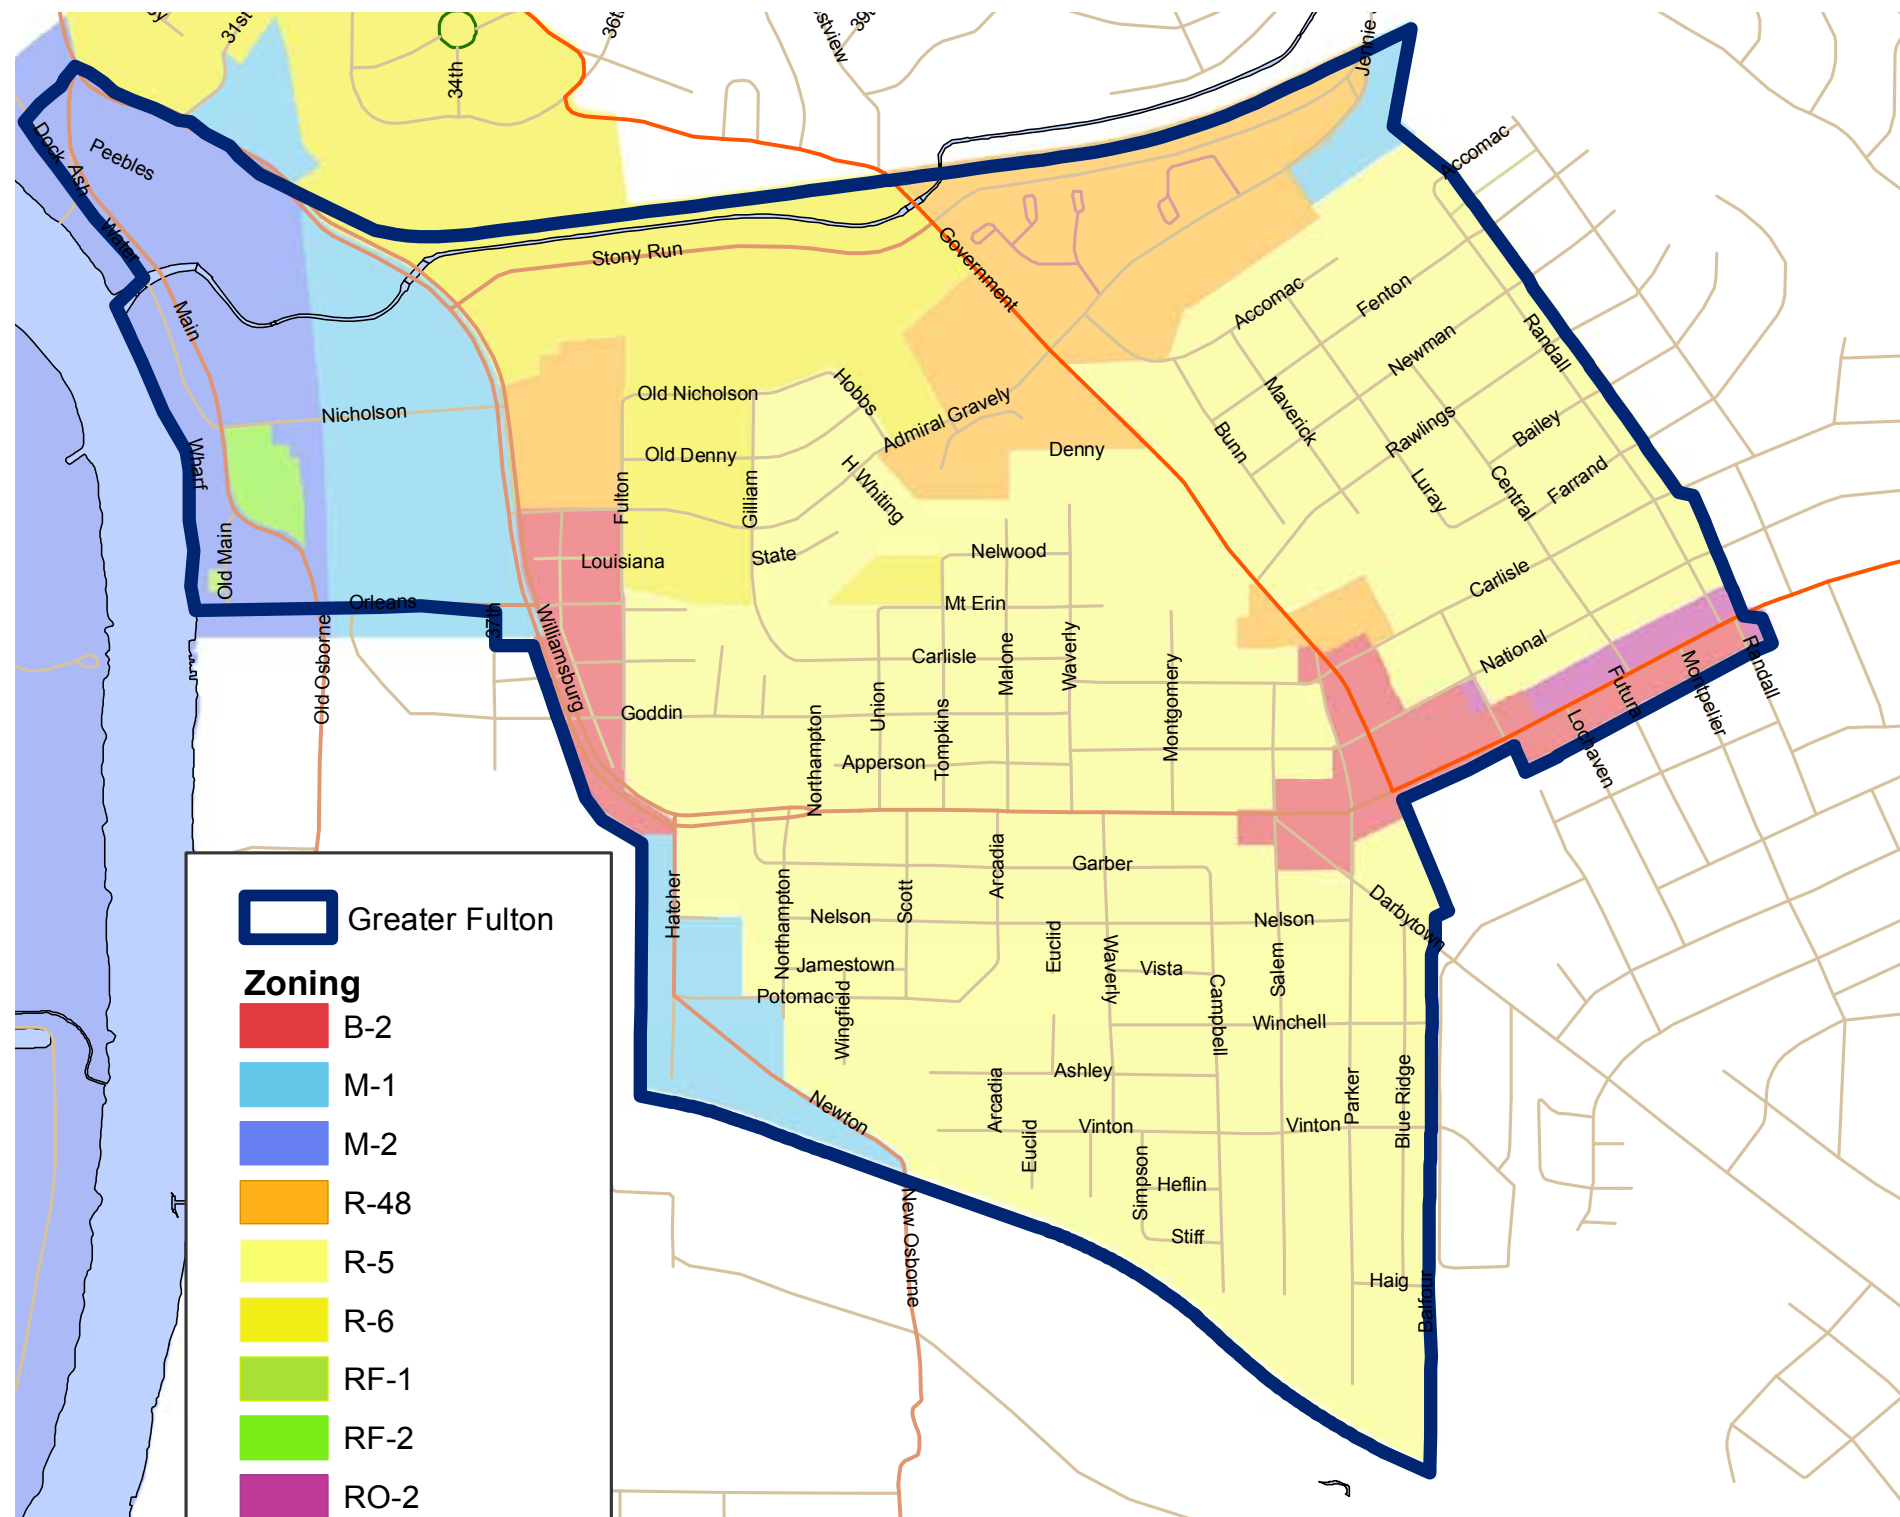 31st
34th
36th
stview
39th
Jennie
Peebles
Dock
Ash
Water
Accomac
Government
Stony Run
Main
Accomac
Fenton
Randall
Newman
Old Nicholson
Hobbs
Nicholson
Admiral Gravely
Maverick
Bunn
Rawlings
Bailey
Old Denny
Denny
Wharf
Fulton
Gilliam
H Whiting
Luray
Central
Farrand
Old Main
Louisiana
State
Nelwood
Carlisle
Orleans
37th
Mt Erin
Williamsburg
Old Osborne
Carlisle
Malone
Waverly
National
Randall
Montpelier
Futura
Goddin
Northampton
Union
Tompkins
Montgomery
Lochaven
Apperson
Garber
Arcadia
Hatcher
Northampton
Nelson
Scott
Nelson
Darbytown
Euclid
Waverly
Jamestown
Vista
Salem
Potomac
Wingfield
Campbell
Winchell
Ashley
Parker
Blue Ridge
Newton
Arcadia
Euclid
Vinton
Vinton
Simpson
Heflin
New Osborne
Stiff
Haig
Balfour
Greater Fulton
Zoning
B-2
M-1
M-2
R-48
R-5
R-6
RF-1
RF-2
RO-2